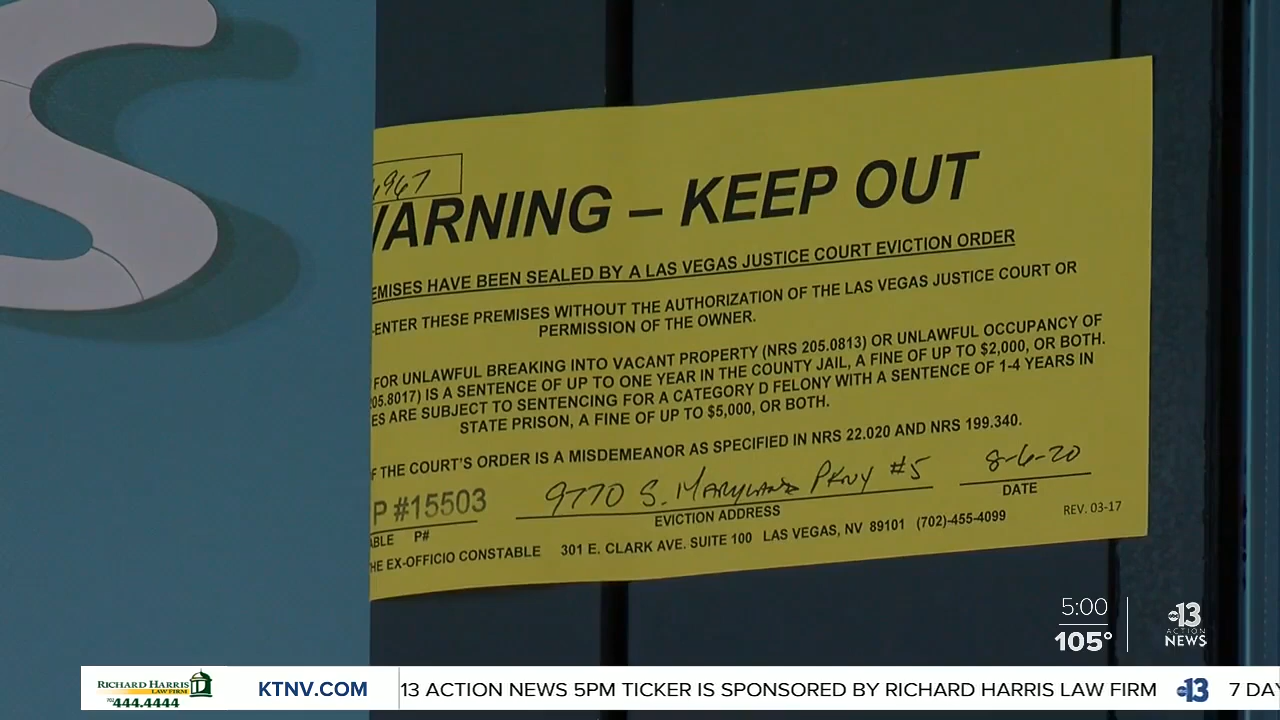 S
6967
WARNING – KEEP OUT
EMISES HAVE BEEN SEALED BY A LAS VEGAS JUSTICE COURT EVICTION ORDER
-ENTER THESE PREMISES WITHOUT THE AUTHORIZATION OF THE LAS VEGAS JUSTICE COURT OR
PERMISSION OF THE OWNER.
FOR UNLAWFUL BREAKING INTO VACANT PROPERTY (NRS 205.0813) OR UNLAWFUL OCCUPANCY OF
205.8017) IS A SENTENCE OF UP TO ONE YEAR IN THE COUNTY JAIL, A FINE OF UP TO $2,000, OR BOTH.
ES ARE SUBJECT TO SENTENCING FOR A CATEGORY D FELONY WITH A SENTENCE OF 1-4 YEARS IN
STATE PRISON, A FINE OF UP TO $5,000, OR BOTH.
F THE COURT'S ORDER IS A MISDEMEANOR AS SPECIFIED IN NRS 22.020 AND NRS 199.340.
P #15503 9770 S. MARYLAND PKWY #5 8-6-20
ABLE P# EVICTION ADDRESS DATE
HE EX-OFFICIO CONSTABLE 301 E. CLARK AVE. SUITE 100 LAS VEGAS, NV 89101 (702)-455-4099 REV. 03-17
5:00
105°
abc 13
ACTION
NEWS
RICHARD HARRIS
LAW FIRM
702 444.4444
KTNV.COM
13 ACTION NEWS 5PM TICKER IS SPONSORED BY RICHARD HARRIS LAW FIRM abc 13 7 DAY